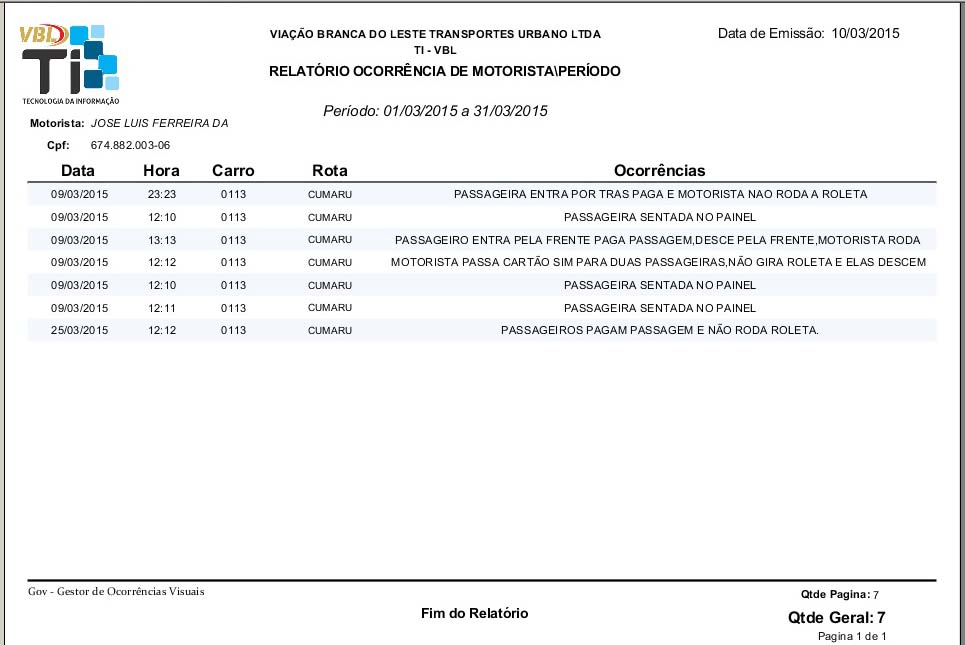 VBL
TI
TECNOLOGIA DA INFORMAÇÃO
VIAÇÃO BRANCA DO LESTE TRANSPORTES URBANO LTDA
TI - VBL
RELATÓRIO OCORRÊNCIA DE MOTORISTA\PERÍODO
Data de Emissão: 10/03/2015
Período: 01/03/2015 a 31/03/2015
Motorista: JOSE LUIS FERREIRA DA
Cpf: 674.882.003-06
Data Hora Carro Rota Ocorrências
09/03/2015 23:23 0113 CUMARU PASSAGEIRA ENTRA POR TRAS PAGA E MOTORISTA NAO RODA A ROLETA
09/03/2015 12:10 0113 CUMARU PASSAGEIRA SENTADA NO PAINEL
09/03/2015 13:13 0113 CUMARU PASSAGEIRO ENTRA PELA FRENTE PAGA PASSAGEM,DESCE PELA FRENTE,MOTORISTA RODA
09/03/2015 12:12 0113 CUMARU MOTORISTA PASSA CARTÃO SIM PARA DUAS PASSAGEIRAS,NÃO GIRA ROLETA E ELAS DESCEM
09/03/2015 12:10 0113 CUMARU PASSAGEIRA SENTADA NO PAINEL
09/03/2015 12:11 0113 CUMARU PASSAGEIRA SENTADA NO PAINEL
25/03/2015 12:12 0113 CUMARU PASSAGEIROS PAGAM PASSAGEM E NÃO RODA ROLETA.
Gov - Gestor de Ocorrências Visuais
Qtde Pagina: 7
Fim do Relatório
Qtde Geral: 7
Pagina 1 de 1